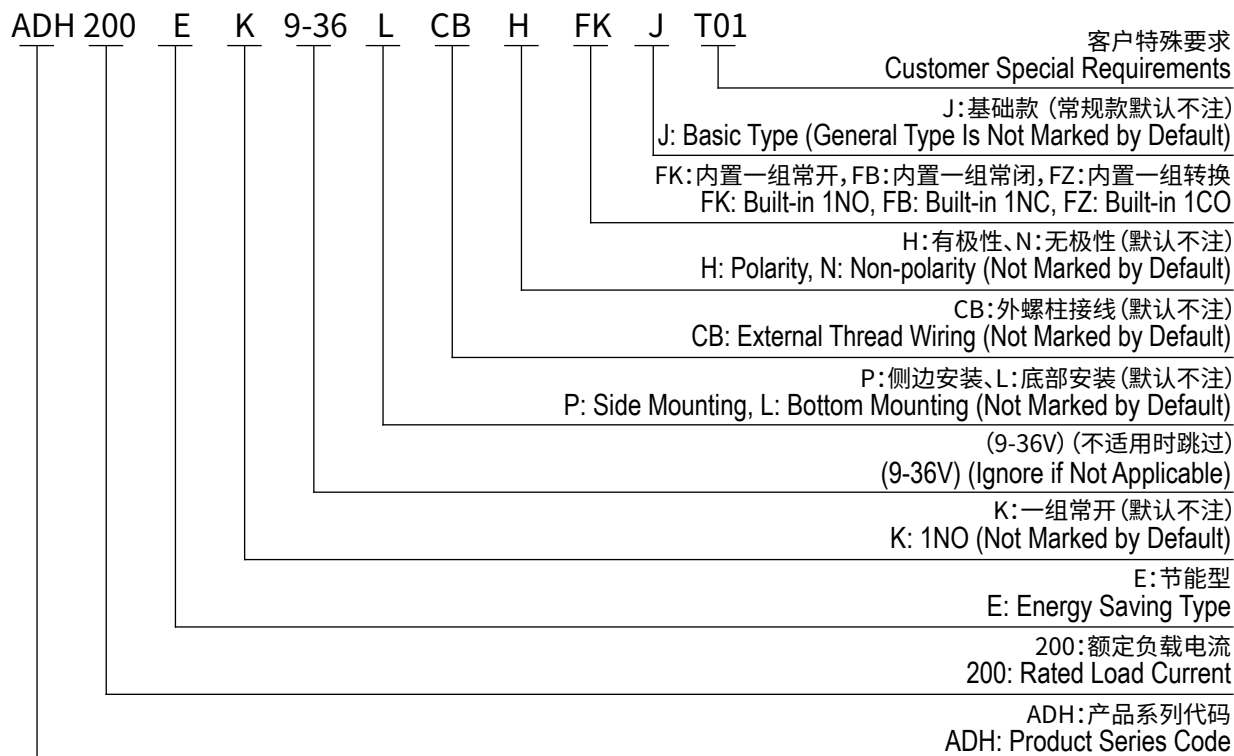 ADH 200 E K 9-36 L CB H FK J T01
客户特殊要求
Customer Special Requirements
J:基础款 (常规款默认不注)
J: Basic Type (General Type Is Not Marked by Default)
FK:内置一组常开,FB:内置一组常闭,FZ:内置一组转换
FK: Built-in 1NO, FB: Built-in 1NC, FZ: Built-in 1CO
H:有极性、N:无极性(默认不注)
H: Polarity, N: Non-polarity (Not Marked by Default)
CB:外螺柱接线(默认不注)
CB: External Thread Wiring (Not Marked by Default)
P:侧边安装、L:底部安装(默认不注)
P: Side Mounting, L: Bottom Mounting (Not Marked by Default)
(9-36V) (不适用时跳过)
(9-36V) (Ignore if Not Applicable)
K:一组常开(默认不注)
K: 1NO (Not Marked by Default)
E:节能型
E: Energy Saving Type
200:额定负载电流
200: Rated Load Current
ADH:产品系列代码
ADH: Product Series Code